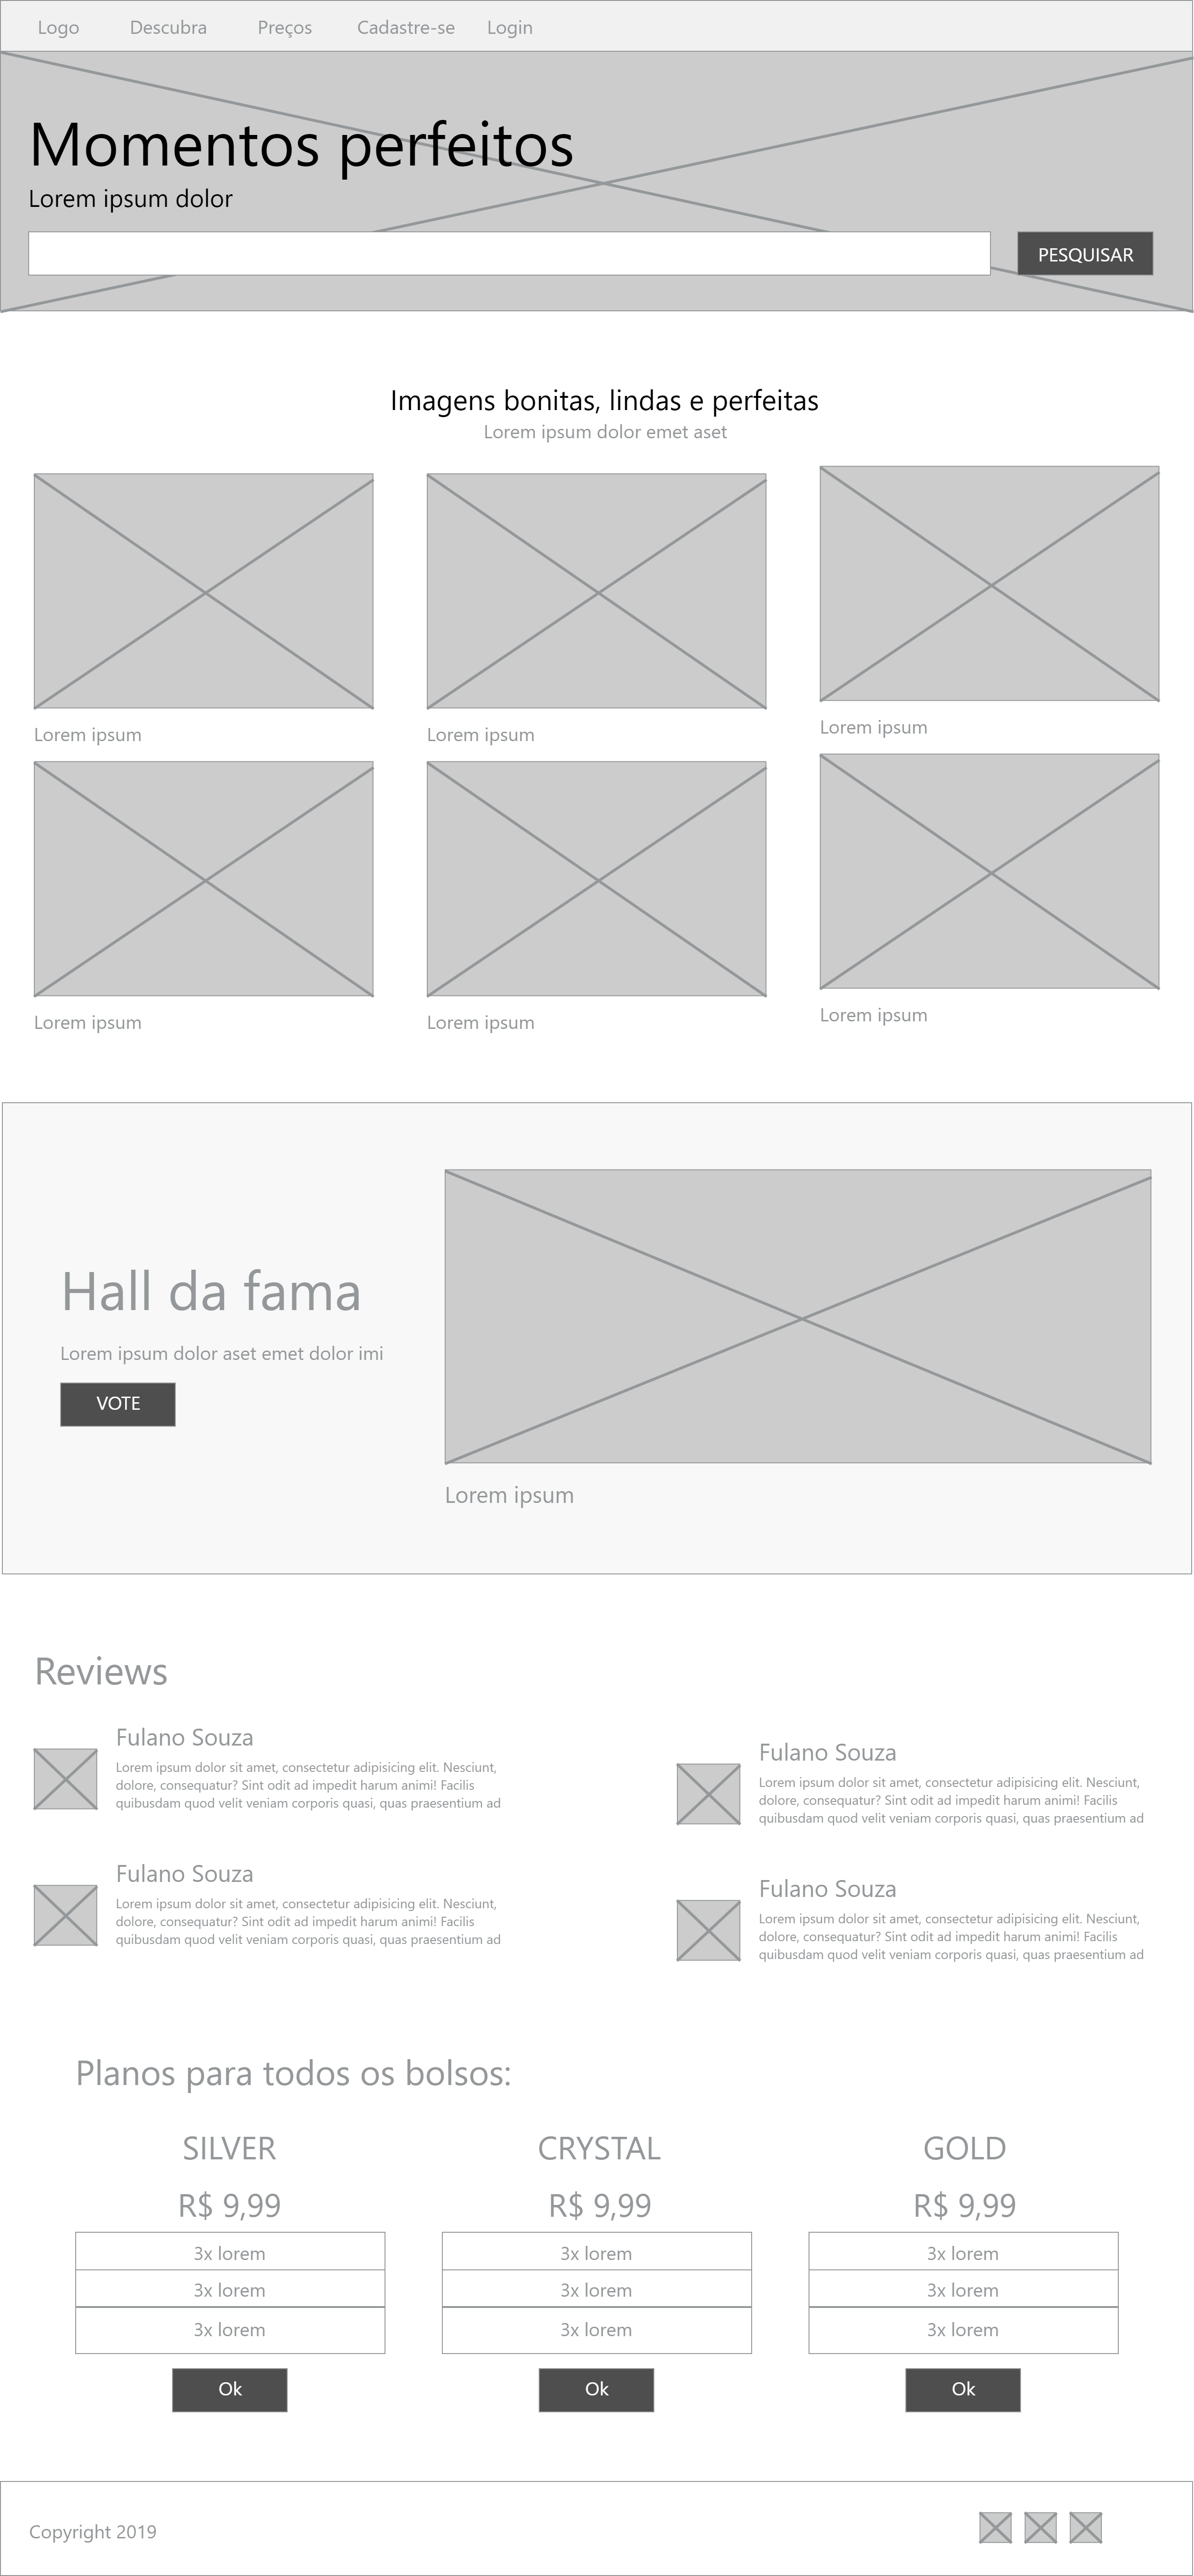 Logo Descubra Preços Cadastre-se Login
Momentos perfeitos
Lorem ipsum dolor
PESQUISAR
Imagens bonitas, lindas e perfeitas
Lorem ipsum dolor emet aset
Lorem ipsum
Lorem ipsum
Lorem ipsum
Lorem ipsum
Lorem ipsum
Lorem ipsum
Hall da fama
Lorem ipsum dolor aset emet dolor imi
VOTE
Lorem ipsum
Reviews
Fulano Souza
Lorem ipsum dolor sit amet, consectetur adipisicing elit. Nesciunt,
dolore, consequatur? Sint odit ad impedit harum animi! Facilis
quibusdam quod velit veniam corporis quasi, quas praesentium ad
Fulano Souza
Lorem ipsum dolor sit amet, consectetur adipisicing elit. Nesciunt,
dolore, consequatur? Sint odit ad impedit harum animi! Facilis
quibusdam quod velit veniam corporis quasi, quas praesentium ad
Fulano Souza
Lorem ipsum dolor sit amet, consectetur adipisicing elit. Nesciunt,
dolore, consequatur? Sint odit ad impedit harum animi! Facilis
quibusdam quod velit veniam corporis quasi, quas praesentium ad
Fulano Souza
Lorem ipsum dolor sit amet, consectetur adipisicing elit. Nesciunt,
dolore, consequatur? Sint odit ad impedit harum animi! Facilis
quibusdam quod velit veniam corporis quasi, quas praesentium ad
Planos para todos os bolsos:
SILVER
R$ 9,99
3x lorem
3x lorem
3x lorem
Ok
CRYSTAL
R$ 9,99
3x lorem
3x lorem
3x lorem
Ok
GOLD
R$ 9,99
3x lorem
3x lorem
3x lorem
Ok
Copyright 2019